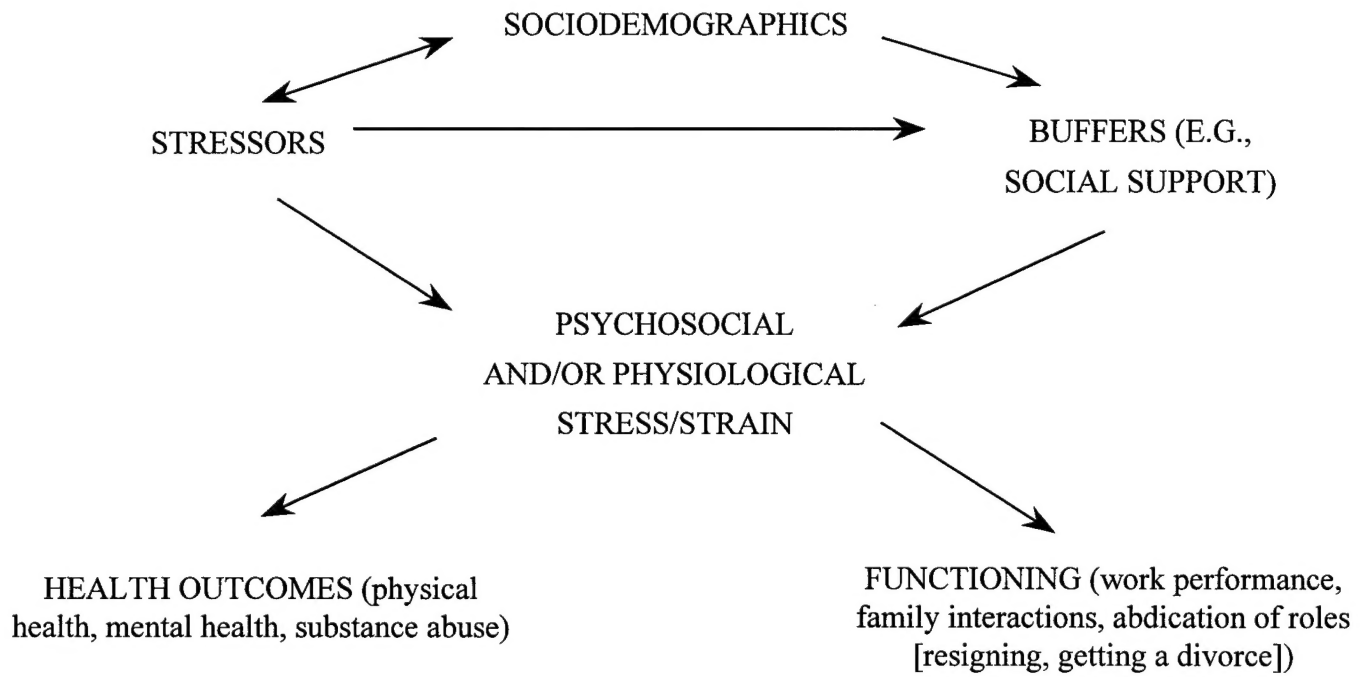 SOCIODEMOGRAPHICS
STRESSORS
BUFFERS (E.G.,
SOCIAL SUPPORT)
PSYCHOSOCIAL
AND/OR PHYSIOLOGICAL
STRESS/STRAIN
HEALTH OUTCOMES (physical
health, mental health, substance abuse)
FUNCTIONING (work performance,
family interactions, abdication of roles
[resigning, getting a divorce])